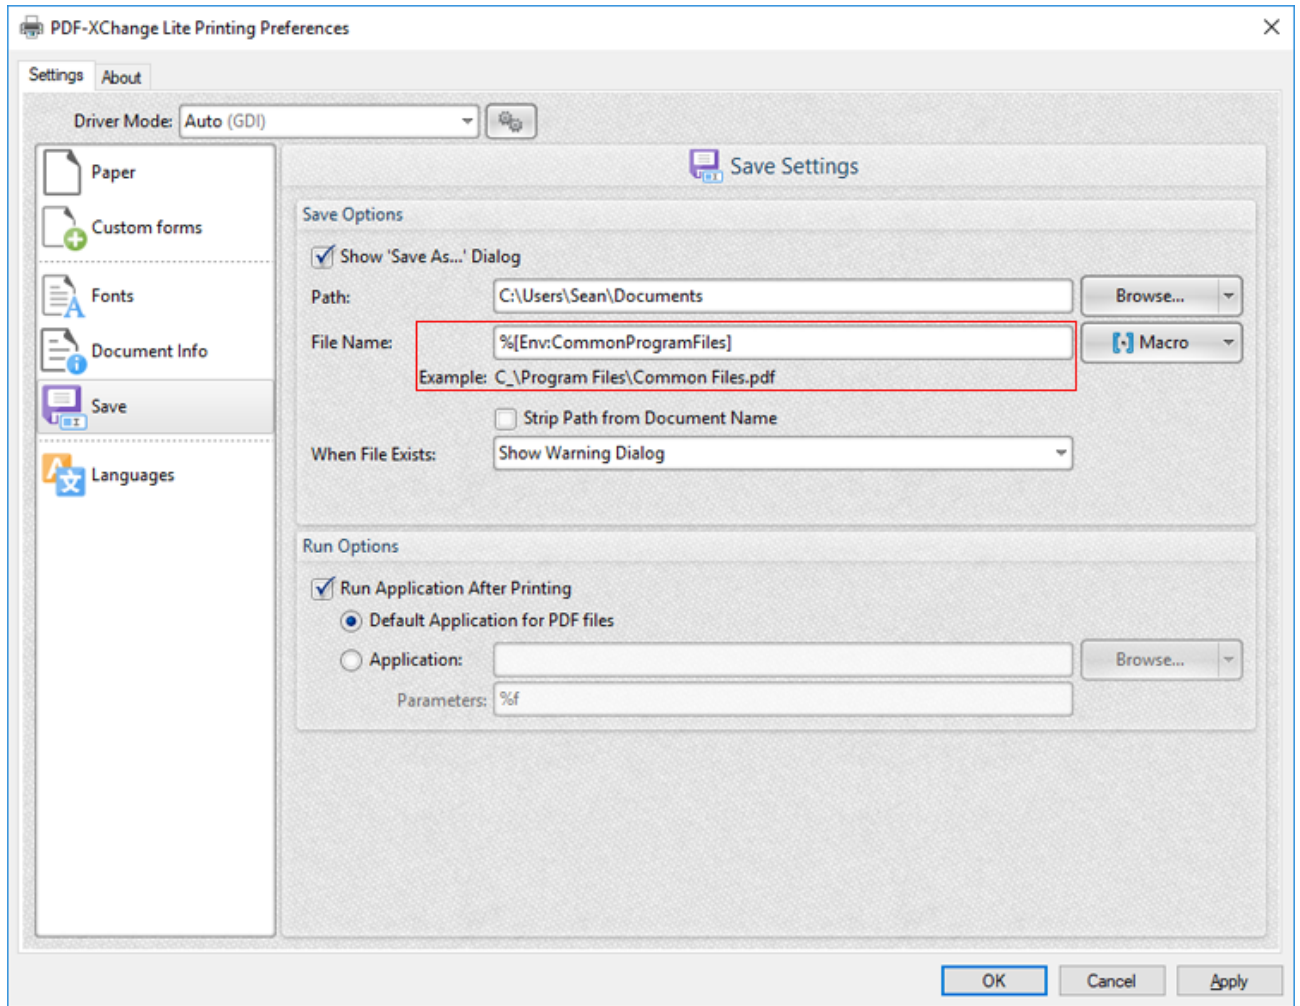 PDF-XChange Lite Printing Preferences
Settings About
Driver Mode: Auto (GDI)
Paper
Custom forms
Fonts
Document Info
Save
Languages
Save Settings
Save Options
Show 'Save As...' Dialog
Path: C:\Users\Sean\Documents Browse...
File Name: %[Env:CommonProgramFiles] Macro
Example: C_\Program Files\Common Files.pdf
Strip Path from Document Name
When File Exists: Show Warning Dialog
Run Options
Run Application After Printing
Default Application for PDF files
Application: Browse...
Parameters: %f
OK Cancel Apply